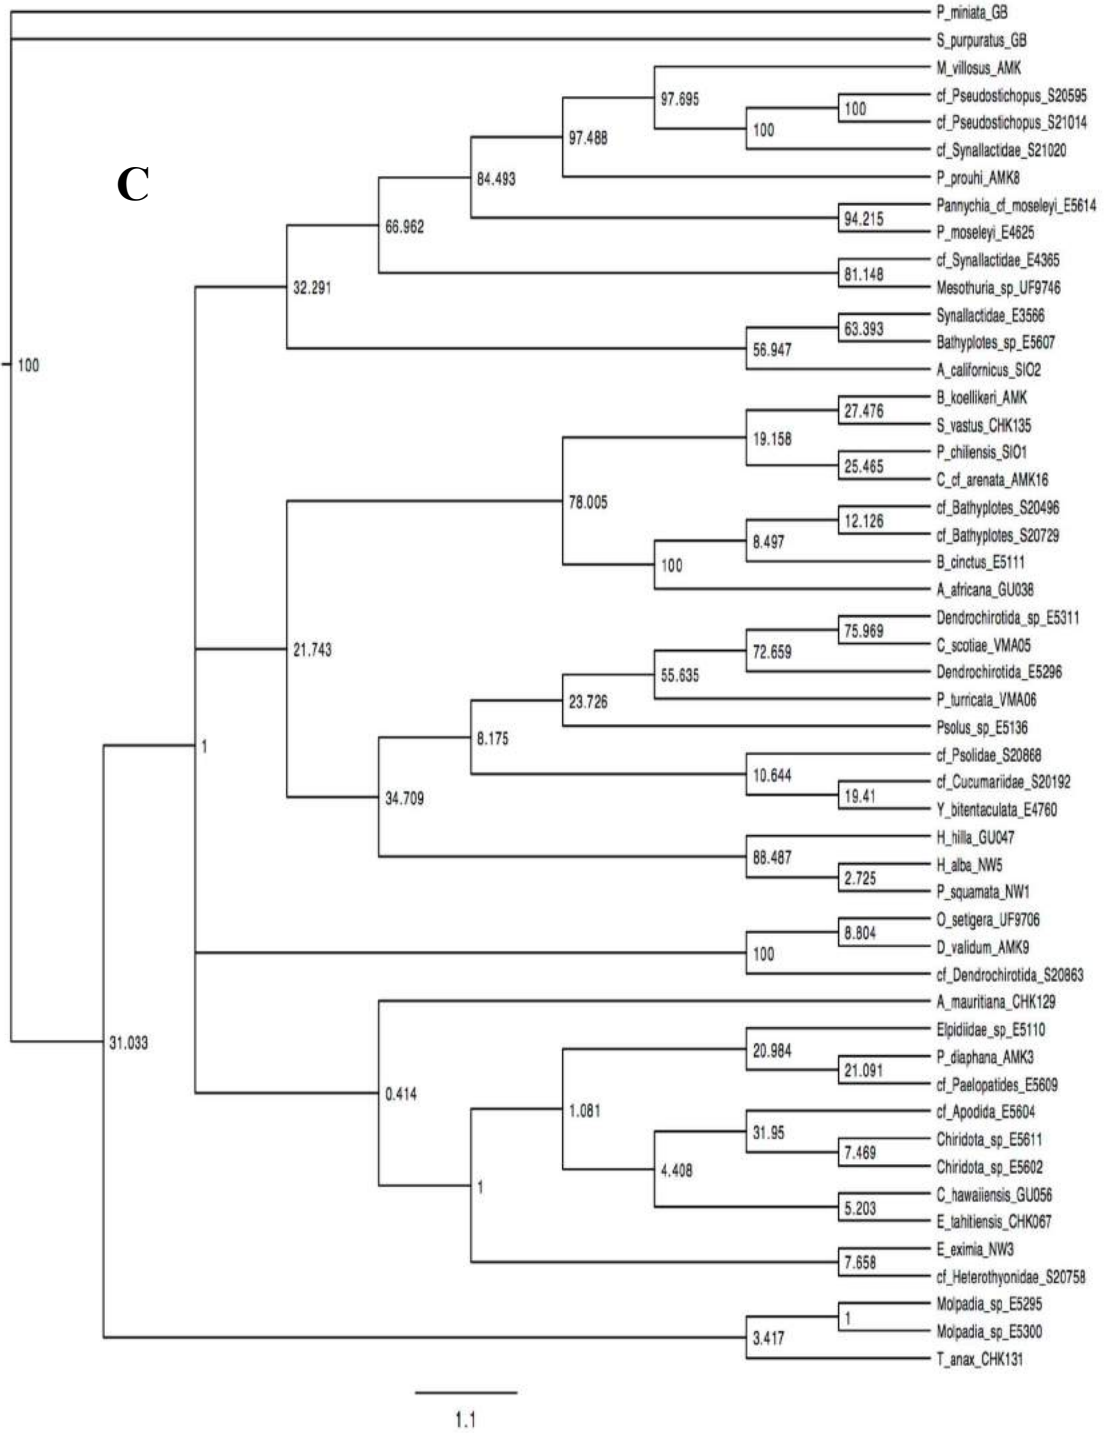 P_miniata_GB
S_purpuratus_GB
M_villosus_AMK
97.695
cf_Pseudostichopus_S20595
100
cf_Pseudostichopus_S21014
100
97.488
cf_Synallactidae_S21020
C
84.493
P_prouhi_AMK8
Pannychia_cf_moseleyi_E5614
94.215
66.962
P_moseleyi_E4625
cf_Synallactidae_E4365
81.148
32.291
Mesothuria_sp_UF9746
Synallactidae_E3566
63.393
Bathyplotes_sp_E5607
56.947
100
A_californicus_SIO2
B_koellikeri_AMK
27.476
S_vastus_CHK135
19.158
P_chiliensis_SIO1
25.465
C_cf_arenata_AMK16
78.005
cf_Bathyplotes_S20496
12.126
cf_Bathyplotes_S20729
8.497
B_cinctus_E5111
100
A_africana_GU038
Dendrochirotida_sp_E5311
75.969
C_scotiae_VMA05
21.743
72.659
Dendrochirotida_E5296
55.635
P_turricata_VMA06
23.726
Psolus_sp_E5136
8.175
1
cf_Psolidae_S20868
10.644
cf_Cucumariidae_S20192
19.41
34.709
Y_bitentaculata_E4760
H_hilla_GU047
88.487
H_alba_NW5
2.725
P_squamata_NW1
O_setigera_UF9706
8.804
D_validum_AMK9
100
cf_Dendrochirotida_S20863
A_mauritiana_CHK129
Elpidiidae_sp_E5110
31.033
20.984
P_diaphana_AMK3
21.091
cf_Paelopatides_E5609
0.414
1.081
cf_Apodida_E5604
31.95
Chiridota_sp_E5611
7.469
Chiridota_sp_E5602
4.408
1
C_hawaiiensis_GU056
5.203
E_tahitiensis_CHK067
E_eximia_NW3
7.658
cf_Heterothyonidae_S20758
Molpadia_sp_E5295
1
Molpadia_sp_E5300
3.417
T_anax_CHK131
1.1